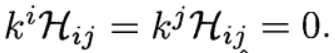 $k^i \mathcal{H}_{ij} = k^j \mathcal{H}_{ij} = 0.$